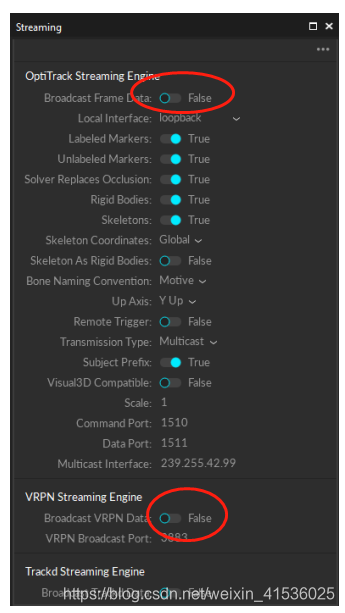 Streaming
OptiTrack Streaming Engine
Broadcast Frame Data: False
Local Interface: loopback
Labeled Markers: True
Unlabeled Markers: True
Solver Replaces Occlusion: True
Rigid Bodies: True
Skeletons: True
Skeleton Coordinates: Global
Skeleton As Rigid Bodies: False
Bone Naming Convention: Motive
Up Axis: Y Up
Remote Trigger: False
Transmission Type: Multicast
Subject Prefix: True
Visual3D Compatible: False
Scale: 1
Command Port: 1510
Data Port: 1511
Multicast Interface: 239.255.42.99
VRPN Streaming Engine
Broadcast VRPN Data: False
VRPN Broadcast Port: 3883
Trackd Streaming Engine
Broadcast Trackd Data: False
https://blog.csdn.net/weixin_41536025